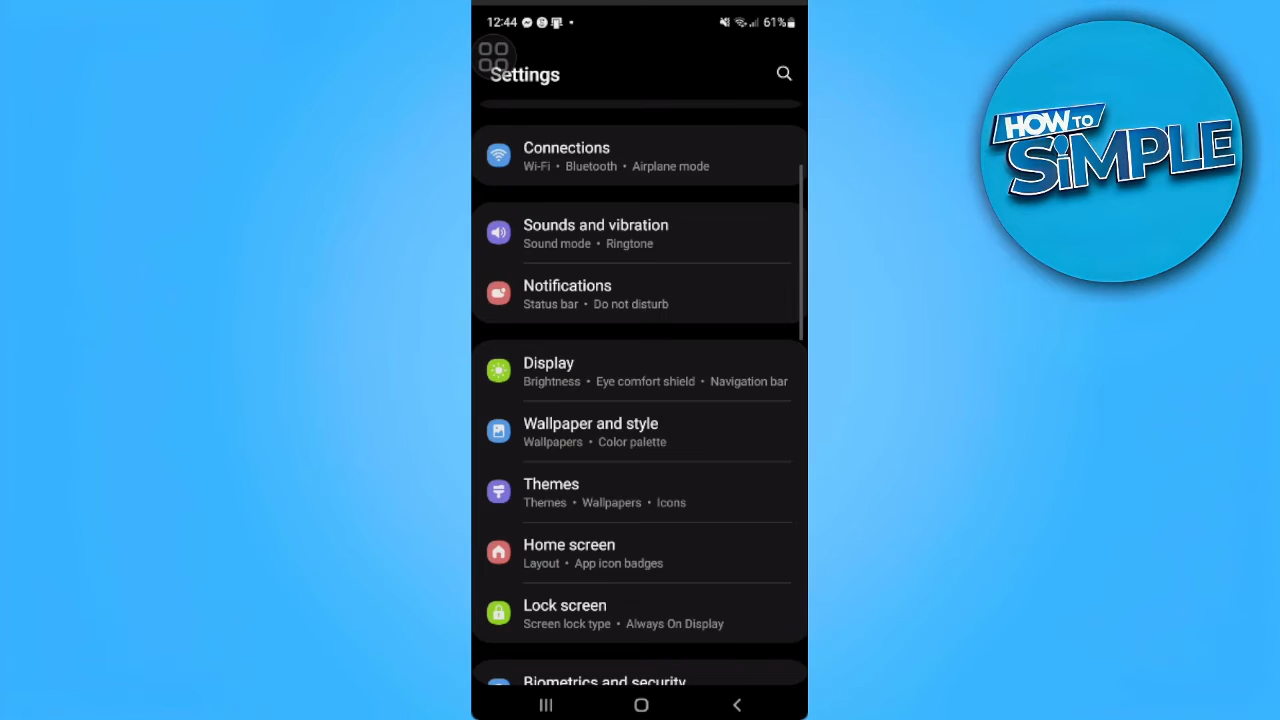 12:44
61%
Settings
Connections
Wi-Fi • Bluetooth • Airplane mode
Sounds and vibration
Sound mode • Ringtone
Notifications
Status bar • Do not disturb
Display
Brightness • Eye comfort shield • Navigation bar
Wallpaper and style
Wallpapers • Color palette
Themes
Themes • Wallpapers • Icons
Home screen
Layout • App icon badges
Lock screen
Screen lock type • Always On Display
Biometrics and security
HOW TO
SiMPLE